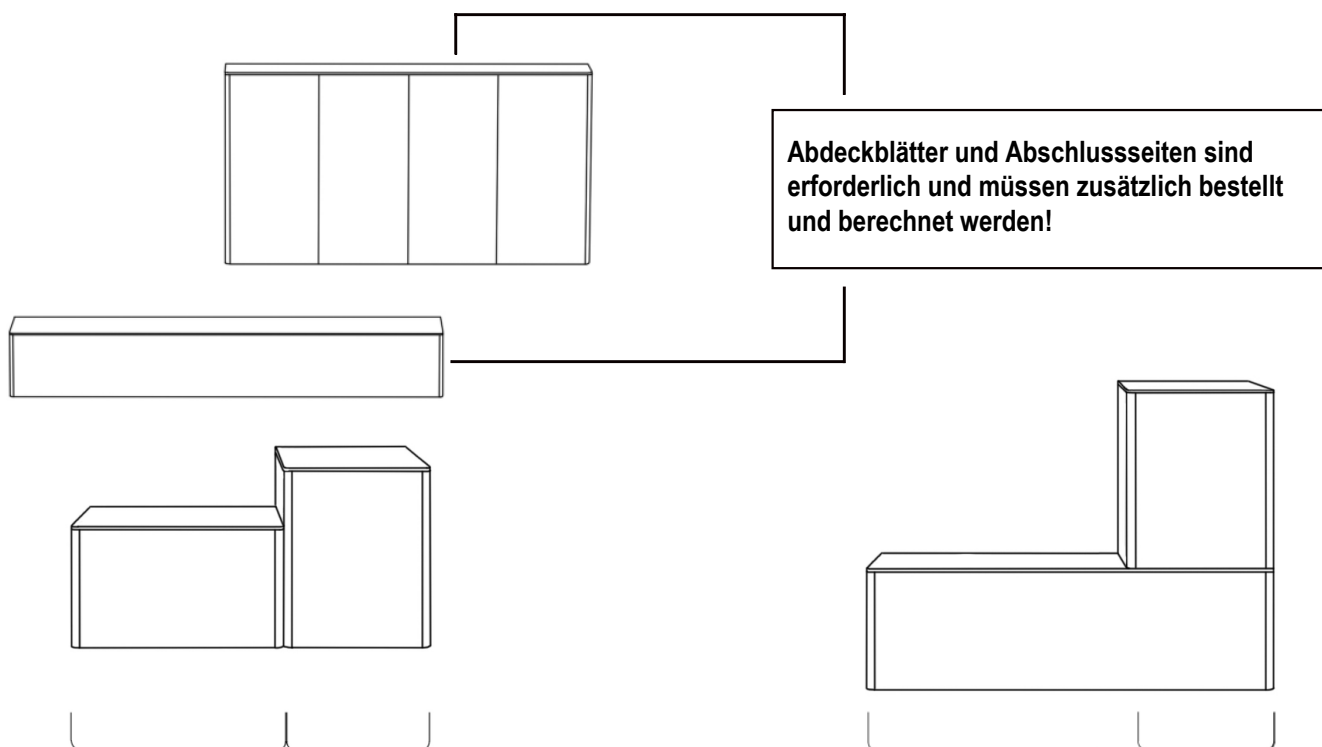 Abdeckblätter und Abschlussseiten sind
erforderlich und müssen zusätzlich bestellt
und berechnet werden!